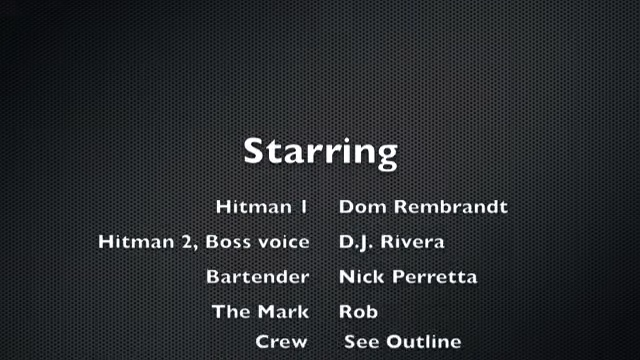 Starring
Hitman 1 Dom Rembrandt
Hitman 2, Boss voice D.J. Rivera
Bartender Nick Perretta
The Mark Rob
Crew See Outline